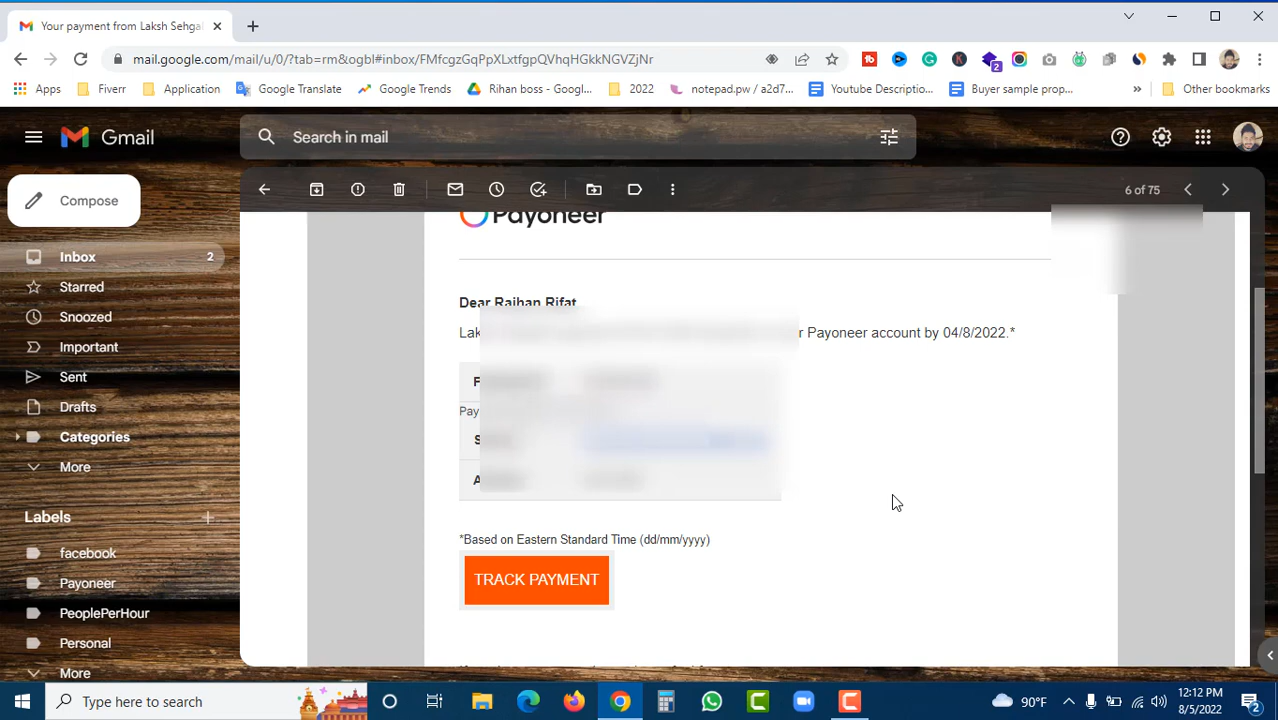 Your payment from Laksh Sehga
mail.google.com/mail/u/0/?tab=rm&ogbl#inbox/FMfcgzGqPpXLxtfgpQVhqHGkkNGVZjNr
Apps Fiverr Application Google Translate Google Trends Rihan boss - Googl... 2022 notepad.pw / a2d7... Youtube Descriptio... Buyer sample prop... » Other bookmarks
Gmail
Search in mail
Compose
6 of 75
Payoneer
Inbox 2
Starred
Snoozed
Important
Sent
Drafts
Categories
More
Labels
facebook
Payoneer
PeoplePerHour
Personal
More
Dear Raihan Rifat
Payoneer account by 04/8/2022.*
*Based on Eastern Standard Time (dd/mm/yyyy)
TRACK PAYMENT
Type here to search
90°F
12:12 PM
8/5/2022
2